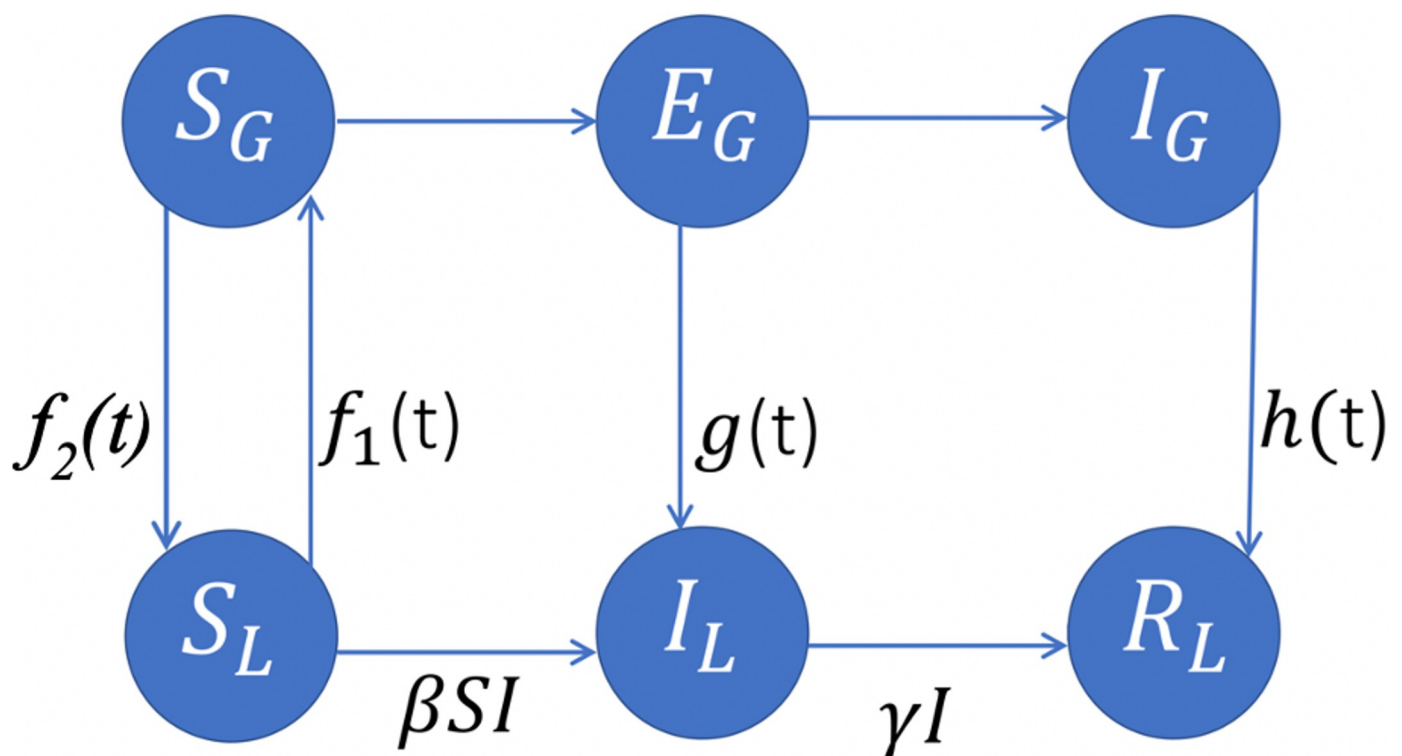 S_G E_G I_G
f_2(t) f_1(t) g(t) h(t)
S_L I_L R_L
βSI γI